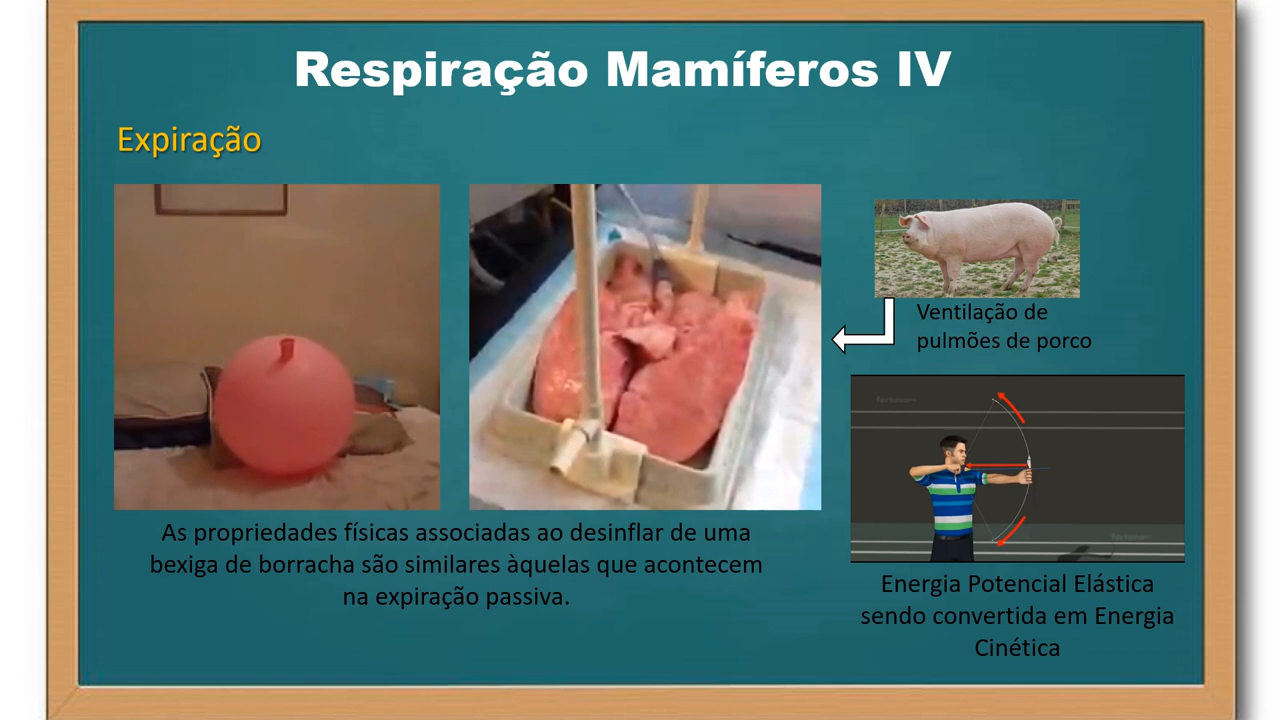 Respiração Mamíferos IV
Expiração
Ventilação de
pulmões de porco
As propriedades físicas associadas ao desinflar de uma
bexiga de borracha são similares àquelas que acontecem
na expiração passiva.
Energia Potencial Elástica
sendo convertida em Energia
Cinética